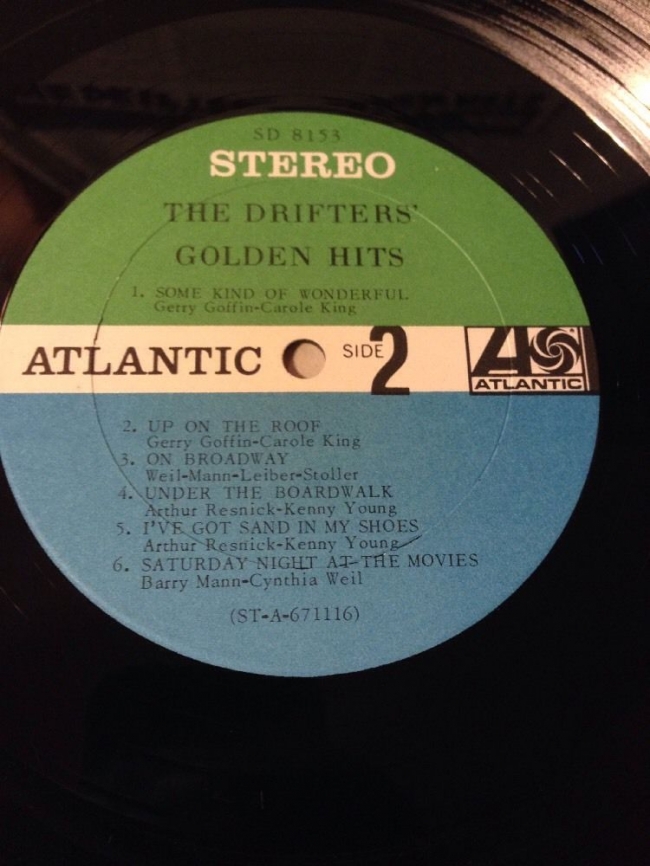 SD 8153
STEREO
THE DRIFTERS'
GOLDEN HITS
1. SOME KIND OF WONDERFUL
Gerry Goffin-Carole King
ATLANTIC
SIDE 2
A
ATLANTIC
2. UP ON THE ROOF
Gerry Goffin-Carole King
3. ON BROADWAY
Weil-Mann-Leiber-Stoller
4. UNDER THE BOARDWALK
Arthur Resnick-Kenny Young
5. I'VE GOT SAND IN MY SHOES
Arthur Resnick-Kenny Young
6. SATURDAY NIGHT AT THE MOVIES
Barry Mann-Cynthia Weil
(ST-A-671116)